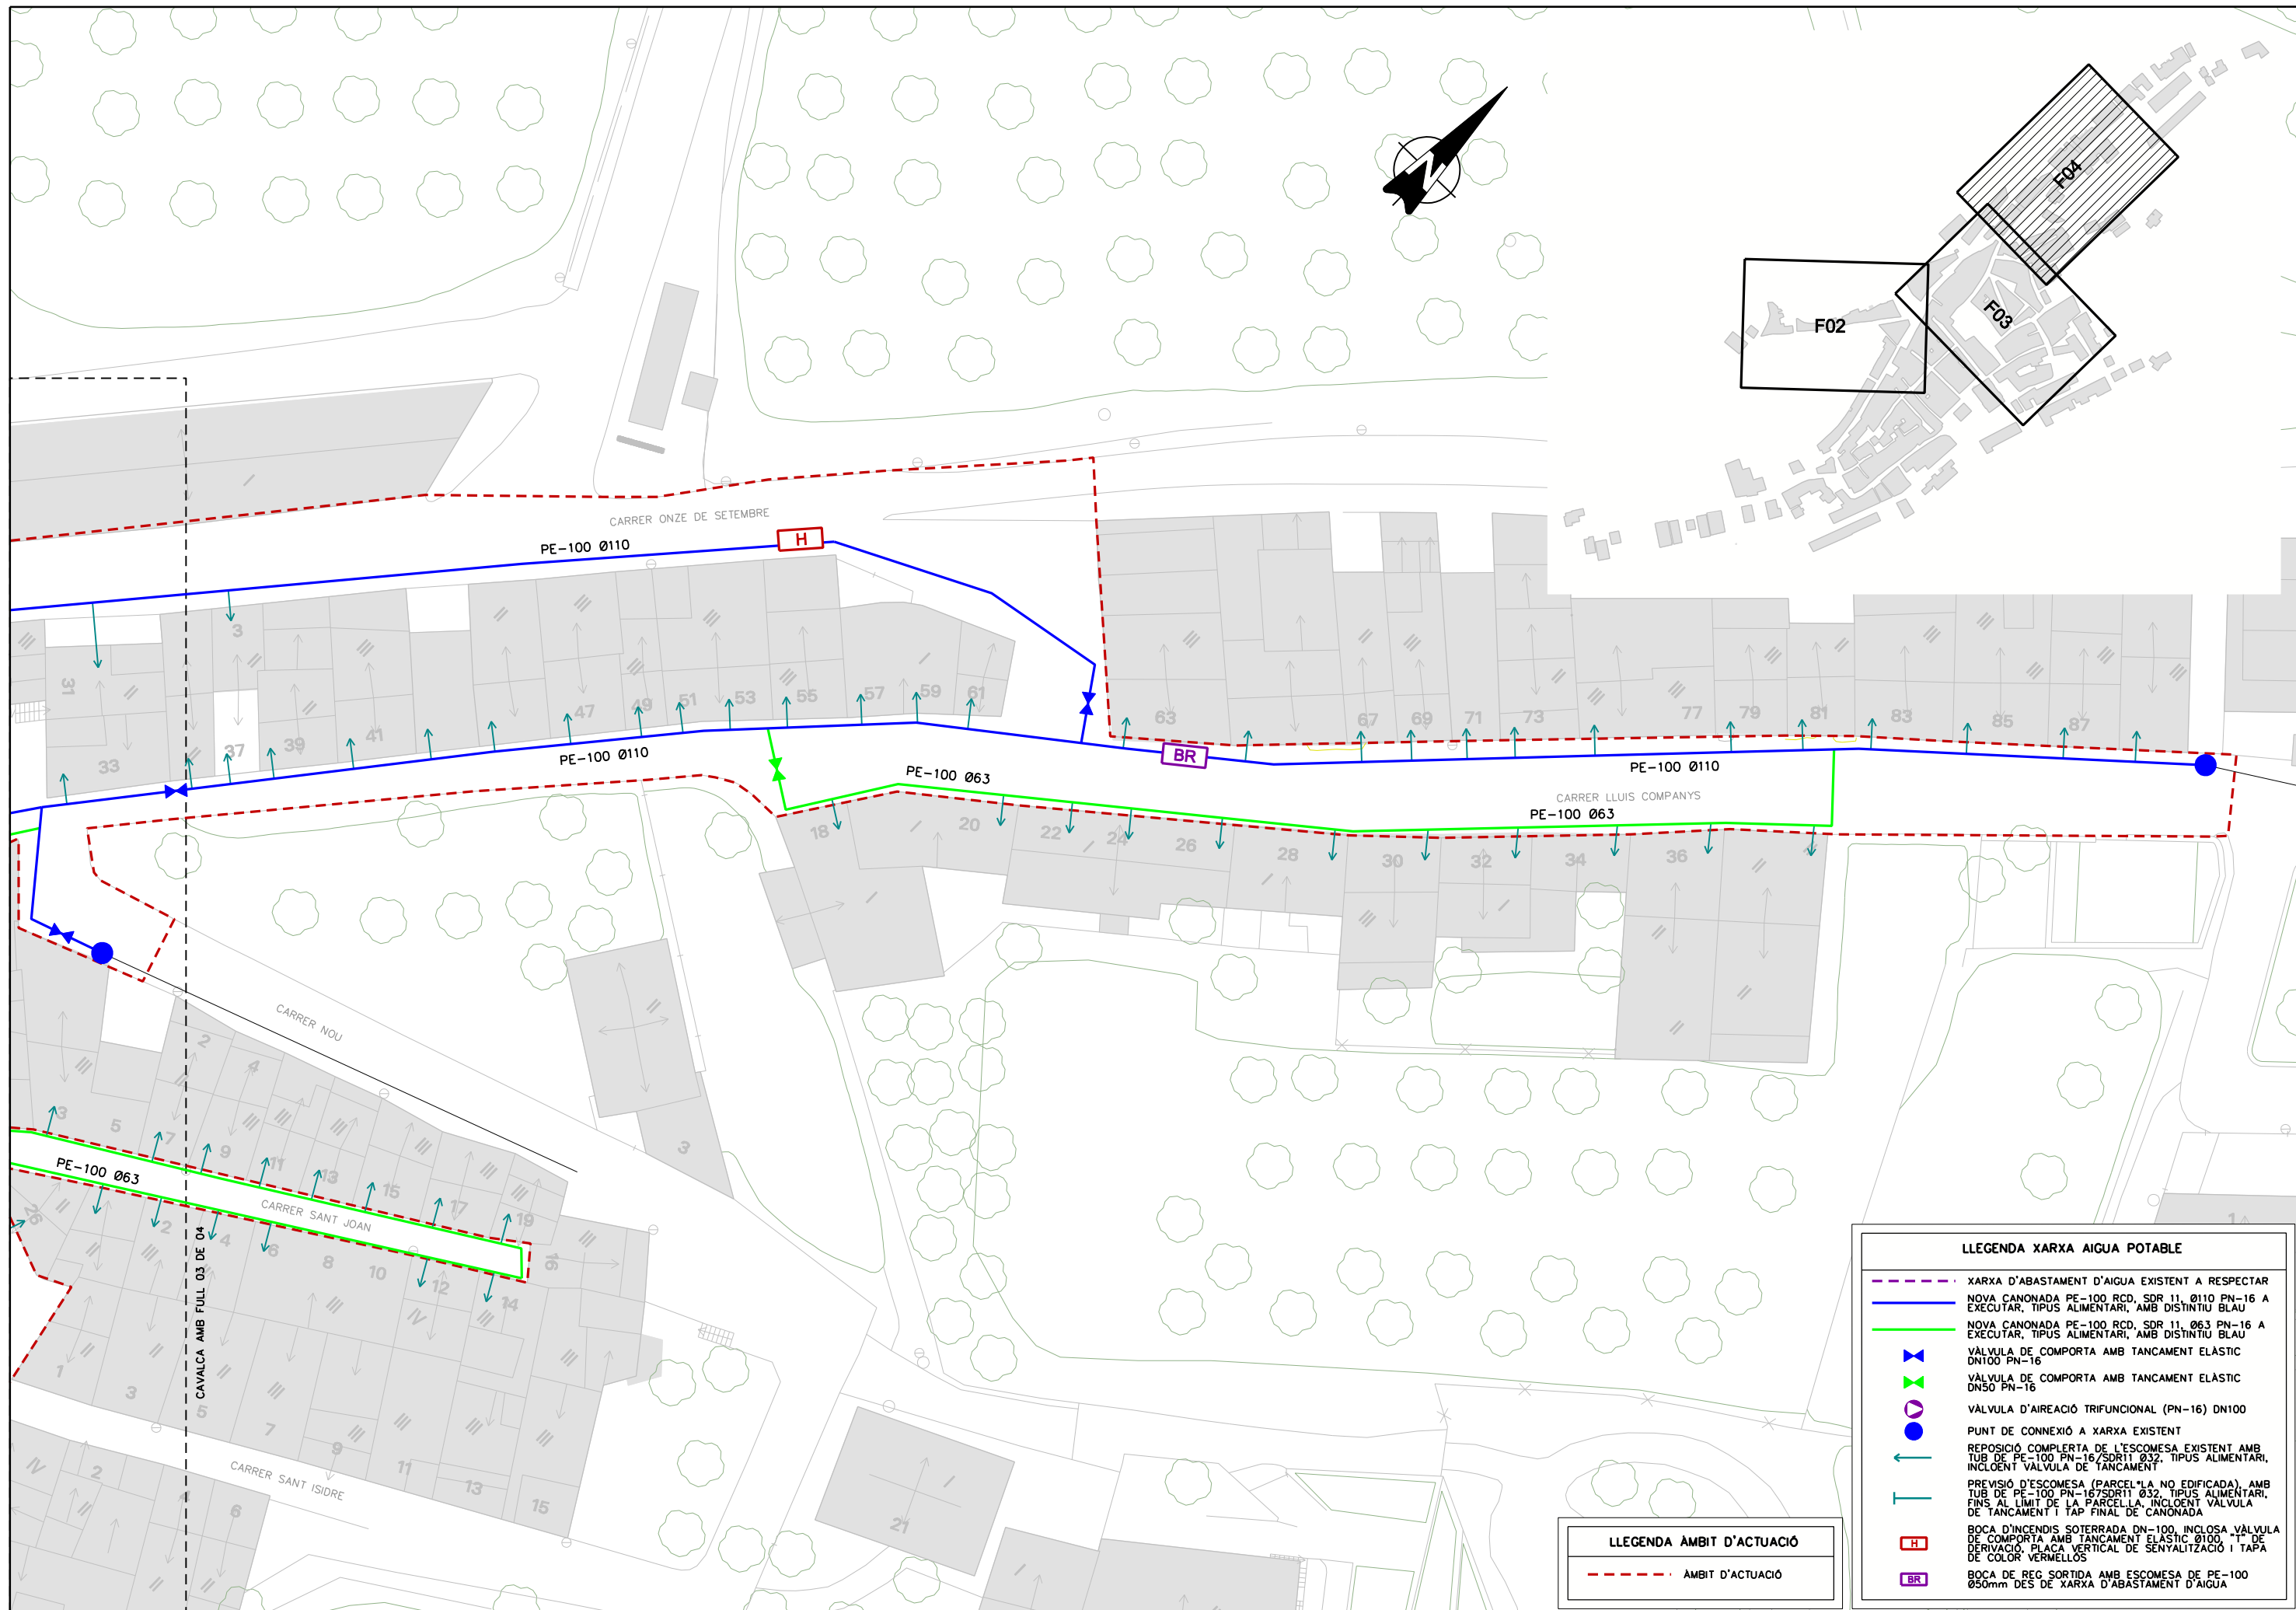 F04
F03
F02
CARRER ONZE DE SETEMBRE
PE-100 Ø110
H
3
31
33
37
39
41
47
49
51
53
55
57
59
61
63
67
69
71
73
77
79
81
83
85
87
PE-100 Ø110
BR
PE-100 Ø63
PE-100 Ø110
CARRER LLUIS COMPANYS
PE-100 Ø63
18
20
22
24
26
28
30
32
34
36
CARRER NOU
2
4
3
5
7
9
11
13
15
17
19
3
PE-100 Ø63
CARRER SANT JOAN
26
2
4
6
8
10
12
14
16
CAVALCA AMB FULL 03 DE 04
1
3
5
7
9
11
13
15
CARRER SANT ISIDRE
IV
IV
2
4
6
21
1
LLEGENDA ÀMBIT D'ACTUACIÓ
ÀMBIT D'ACTUACIÓ
LLEGENDA XARXA AIGUA POTABLE
XARXA D'ABASTAMENT D'AIGUA EXISTENT A RESPECTAR
NOVA CANONADA PE-100 RCD, SDR 11, Ø110 PN-16 A
EXECUTAR, TIPUS ALIMENTARI, AMB DISTINTIU BLAU
NOVA CANONADA PE-100 RCD, SDR 11, Ø63 PN-16 A
EXECUTAR, TIPUS ALIMENTARI, AMB DISTINTIU BLAU
VÀLVULA DE COMPORTA AMB TANCAMENT ELÀSTIC
DN100 PN-16
VÀLVULA DE COMPORTA AMB TANCAMENT ELÀSTIC
DN50 PN-16
VÀLVULA D'AIREACIÓ TRIFUNCIONAL (PN-16) DN100
PUNT DE CONNEXIÓ A XARXA EXISTENT
REPOSICIÓ COMPLERTA DE L'ESCOMESA EXISTENT AMB
TUB DE PE-100 PN-16/SDR11 Ø32, TIPUS ALIMENTARI,
INCLOENT VÀLVULA DE TANCAMENT
PREVISIÓ D'ESCOMESA (PARCEL*LA NO EDIFICADA), AMB
TUB DE PE-100 PN-167SDR11 Ø32, TIPUS ALIMENTARI,
FINS AL LÍMIT DE LA PARCEL.LA, INCLOENT VÀLVULA
DE TANCAMENT I TAP FINAL DE CANONADA
H
BOCA D'INCENDIS SOTERRADA DN-100, INCLOSA VÀLVULA
DE COMPORTA AMB TANCAMENT ELÀSTIC Ø100, "T" DE
DERIVACIÓ, PLACA VERTICAL DE SENYALITZACIÓ I TAPA
DE COLOR VERMELLÓS
BR
BOCA DE REG SORTIDA AMB ESCOMESA DE PE-100
Ø50mm DES DE XARXA D'ABASTAMENT D'AIGUA